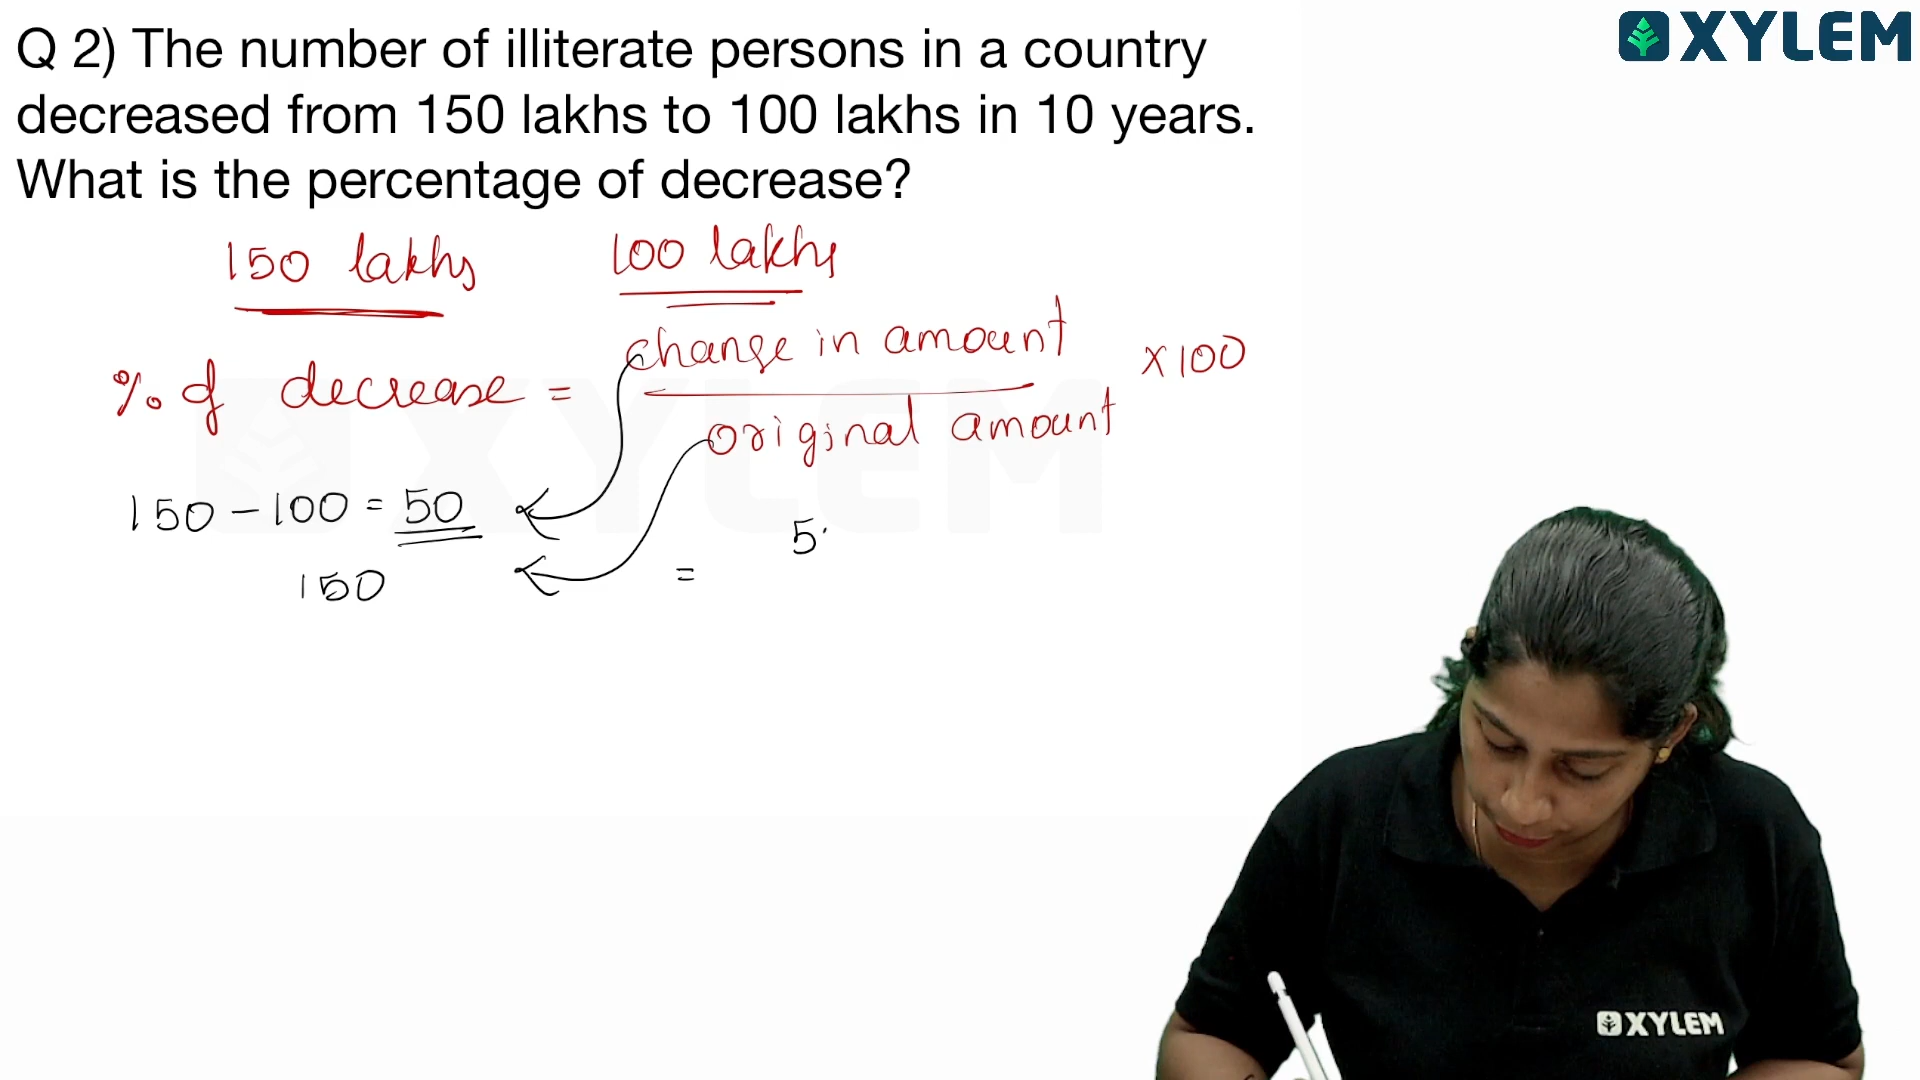 Q 2) The number of illiterate persons in a country
decreased from 150 lakhs to 100 lakhs in 10 years.
What is the percentage of decrease?
XYLEM
150 lakhs 100 lakhs
% of decrease = change in amount / original amount × 100
150 - 100 = 50
150
= 5
XYLEM
XYLEM